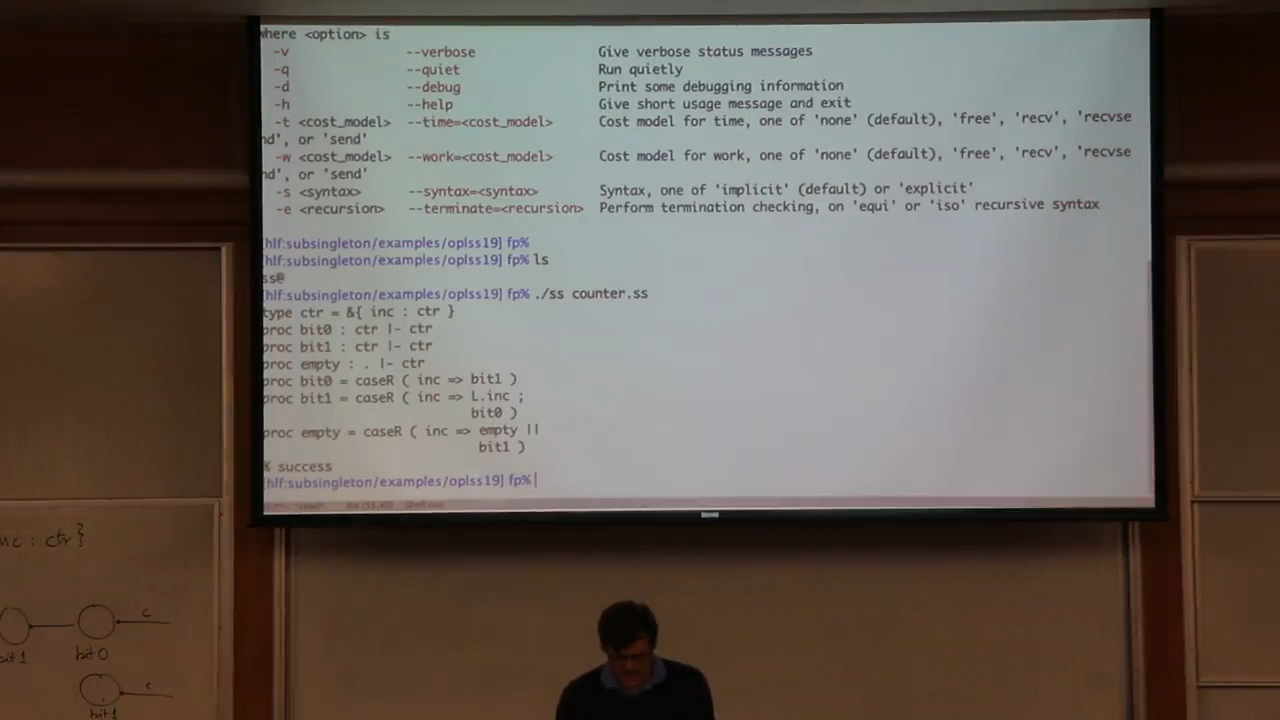 where <option> is
-v --verbose Give verbose status messages
-q --quiet Run quietly
-d --debug Print some debugging information
-h --help Give short usage message and exit
-t <cost_model> --time=<cost_model> Cost model for time, one of 'none' (default), 'free', 'recv', 'recvse
nd', or 'send'
-w <cost_model> --work=<cost_model> Cost model for work, one of 'none' (default), 'free', 'recv', 'recvse
nd', or 'send'
-s <syntax> --syntax=<syntax> Syntax, one of 'implicit' (default) or 'explicit'
-e <recursion> --terminate=<recursion> Perform termination checking, on 'equi' or 'iso' recursive syntax
[hlf:subsingleton/examples/oplss19] fp%
[hlf:subsingleton/examples/oplss19] fp% ls
ss@
[hlf:subsingleton/examples/oplss19] fp% ./ss counter.ss
type ctr = &{ inc : ctr }
proc bit0 : ctr |- ctr
proc bit1 : ctr |- ctr
proc empty : . |- ctr
proc bit0 = caseR ( inc => bit1 )
proc bit1 = caseR ( inc => L.inc ;
bit0 )
proc empty = caseR ( inc => empty ||
bit1 )
% success
[hlf:subsingleton/examples/oplss19] fp%
nc : ctr}
c
bit1 bit0
c
bit1